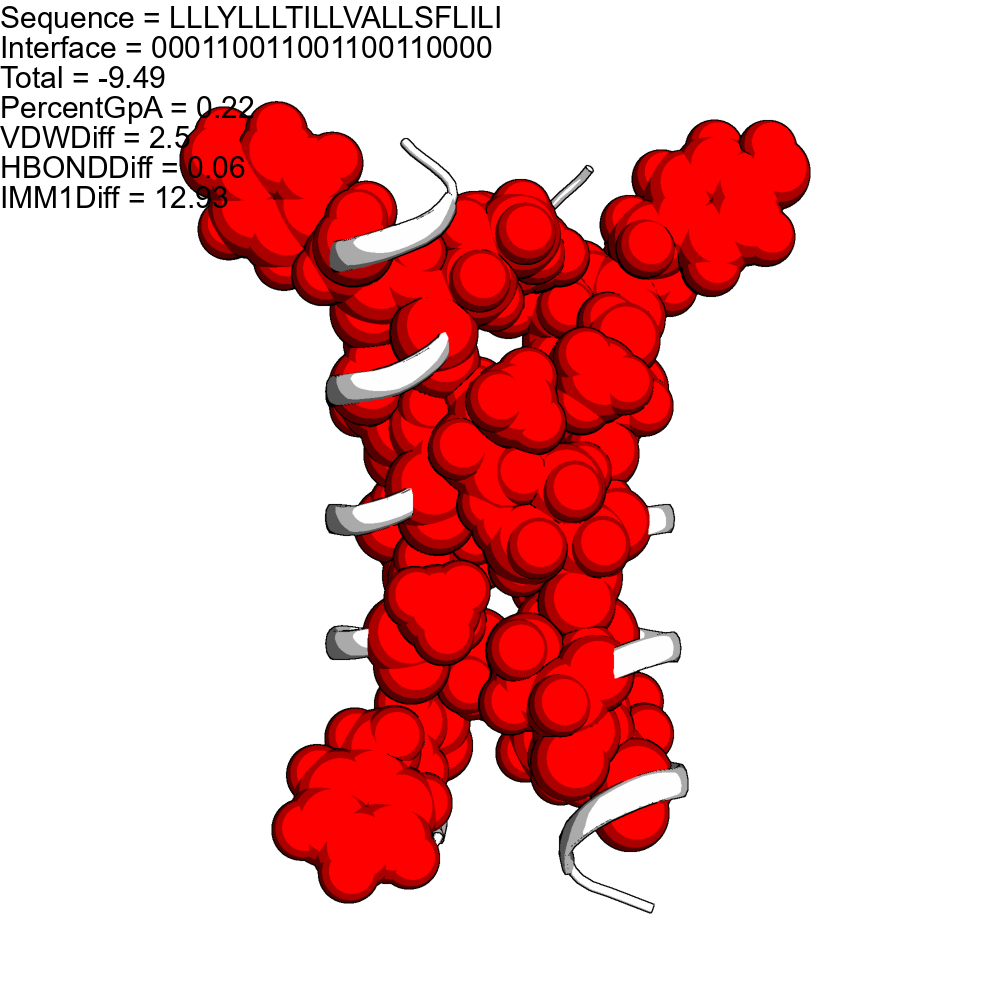 Sequence = LLLYLLLTILLVALLSFLILI
Interface = 000110011001100110000
Total = -9.49
PercentGpA = 0.22
VDWDiff = 2.5
HBONDDiff = 0.06
IMM1Diff = 12.93